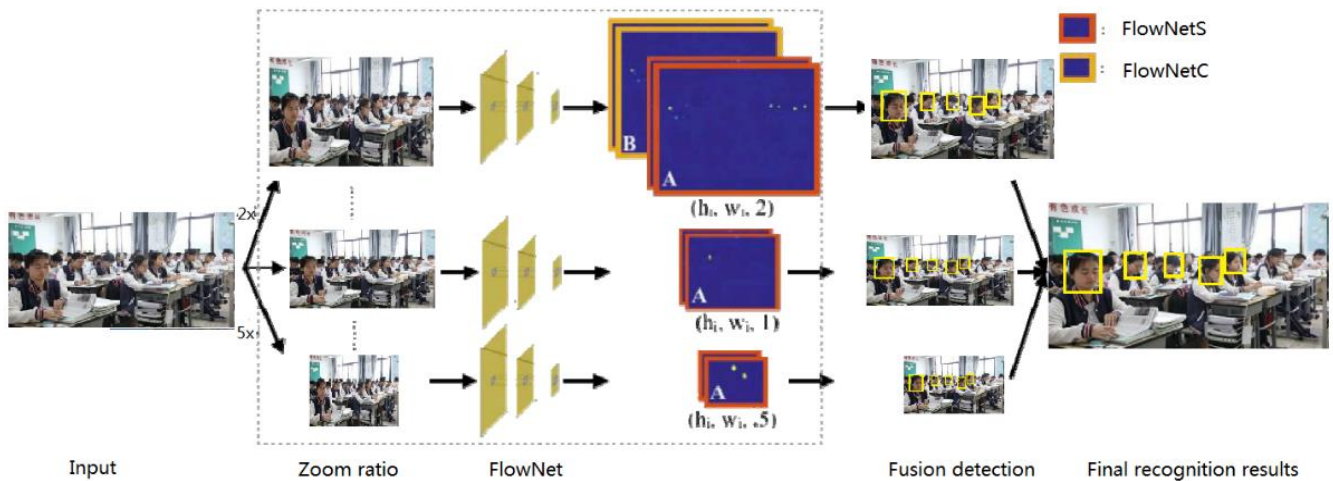 : FlowNetS
: FlowNetC
B
A
(hᵢ, wᵢ, 2)
2x
A
(hᵢ, wᵢ, 1)
5x
A
(hᵢ, wᵢ, .5)
Input
Zoom ratio
FlowNet
Fusion detection
Final recognition results